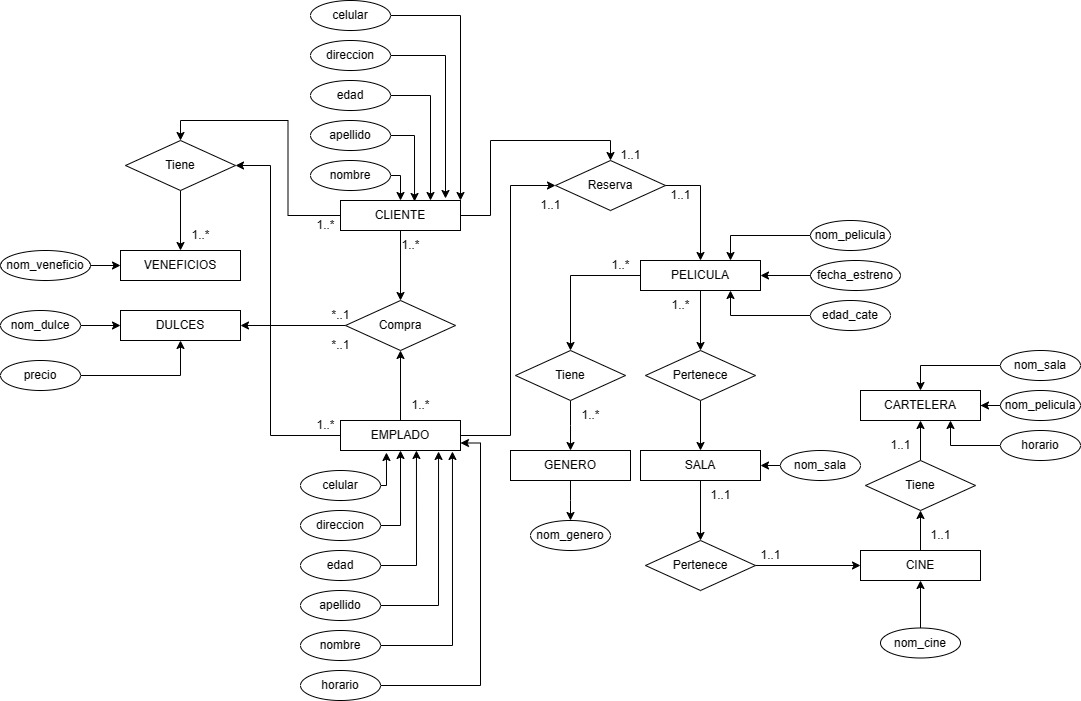 celular
direccion
edad
apellido
nombre
Tiene
1..1
Reserva
1..1
1..1
CLIENTE
1..*
1..*
1..*
nom_veneficio
VENEFICIOS
nom_pelicula
1..*
PELICULA
fecha_estreno
1..*
edad_cate
nom_dulce
DULCES
*..1
Compra
*..1
precio
Tiene
Pertenece
nom_sala
1..*
1..*
CARTELERA
nom_pelicula
1..*
EMPLADO
1..1
horario
GENERO
SALA
nom_sala
celular
Tiene
1..1
direccion
nom_genero
1..1
edad
Pertenece
1..1
CINE
apellido
nombre
nom_cine
horario